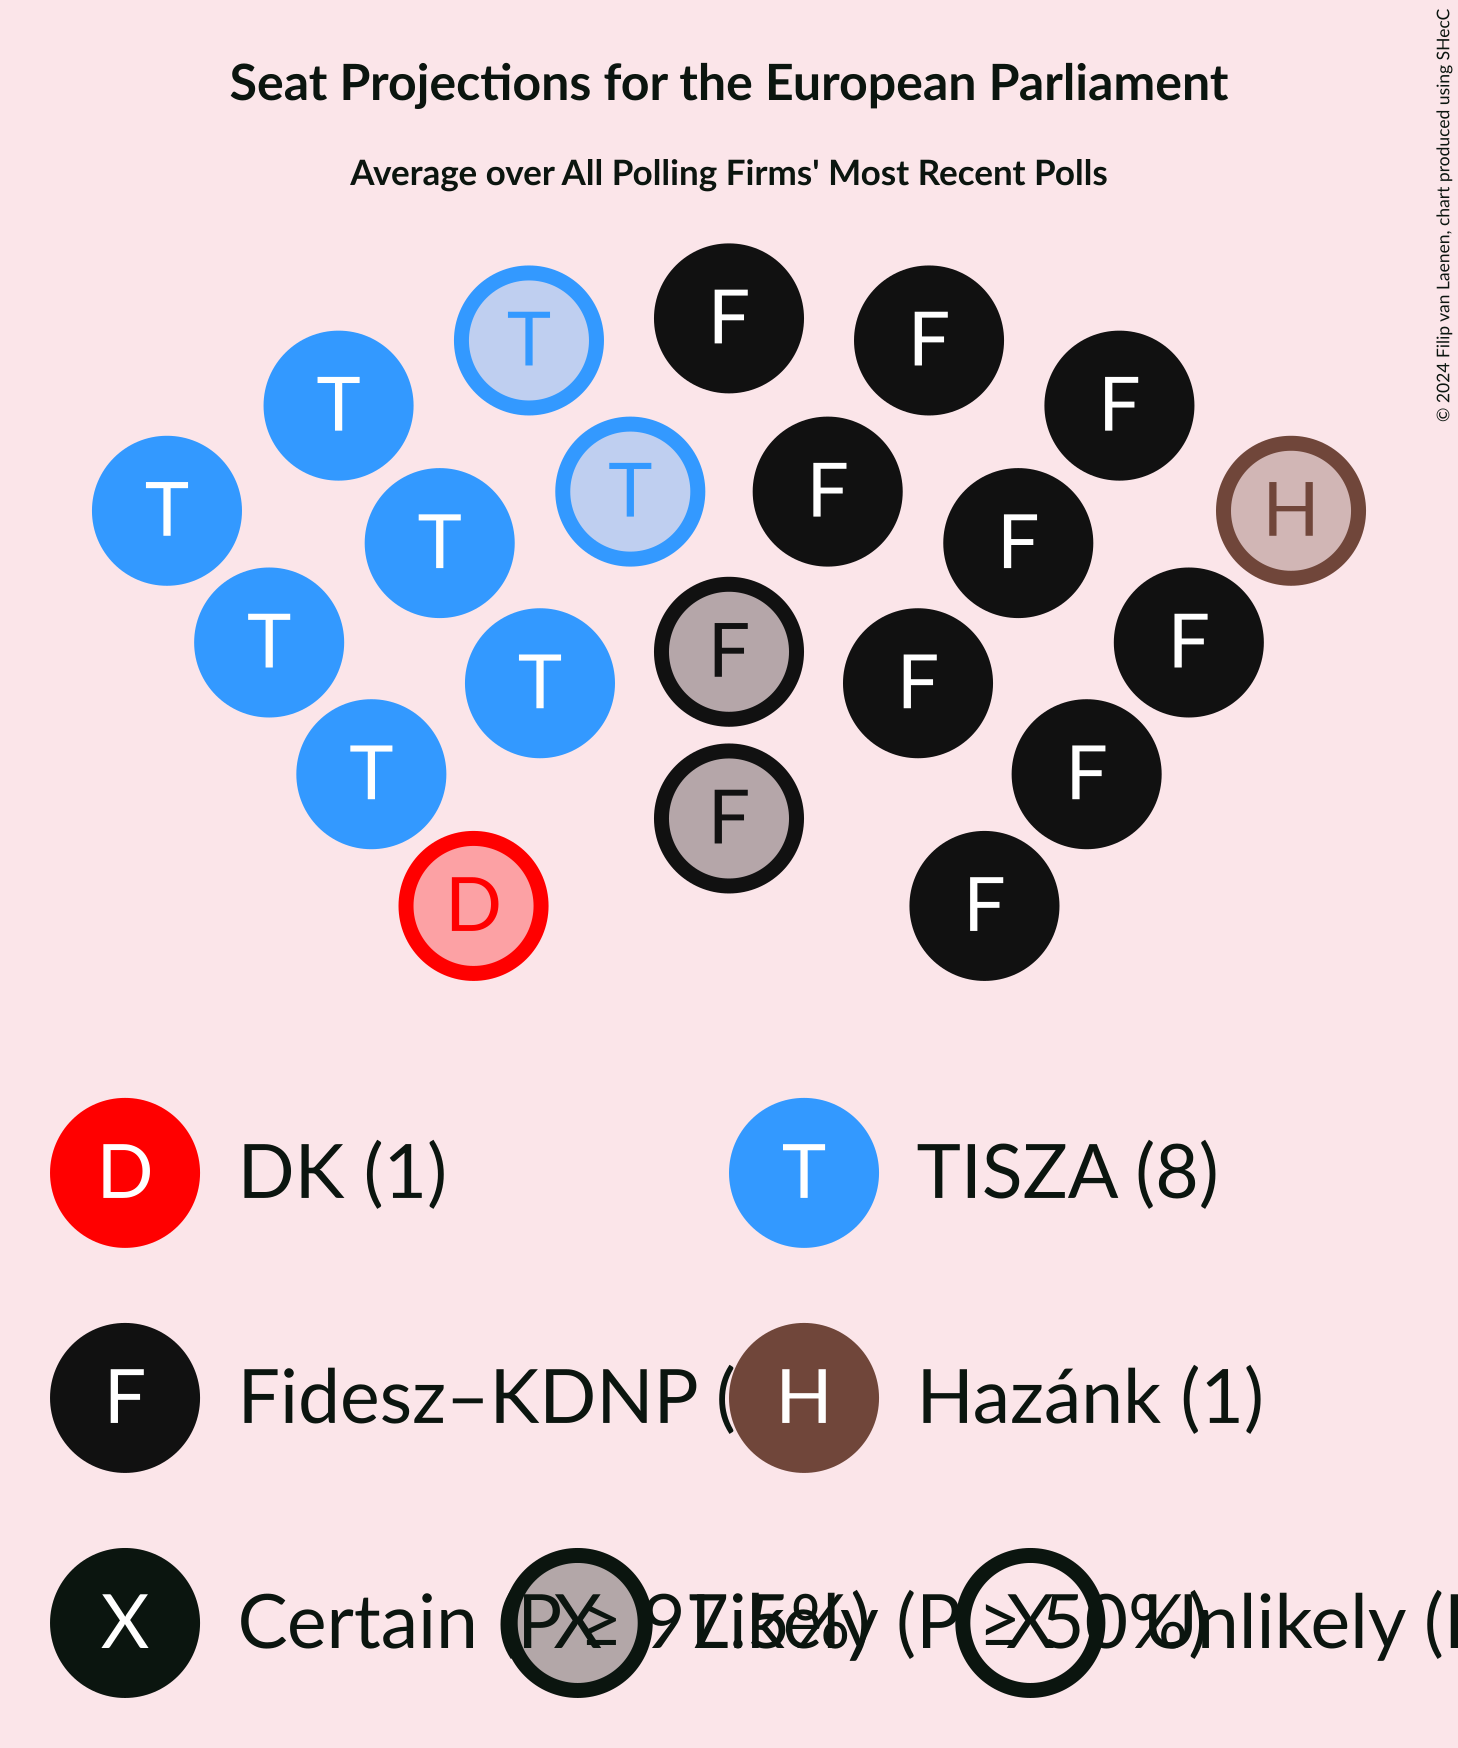 Seat Projections for the European Parliament
Average over All Polling Firms' Most Recent Polls
© 2024 Filip van Laenen, chart produced using SHecC
F
T F
T F
T F
T H
T F
T F
F
T F
T F
T F
F
D F
D DK (1)
T TISZA (8)
F Fidesz–KDNP (
H Hazánk (1)
X Certain (P ≥ 97.5%)
X Likely (P ≥ 50%)
X Unlikely (